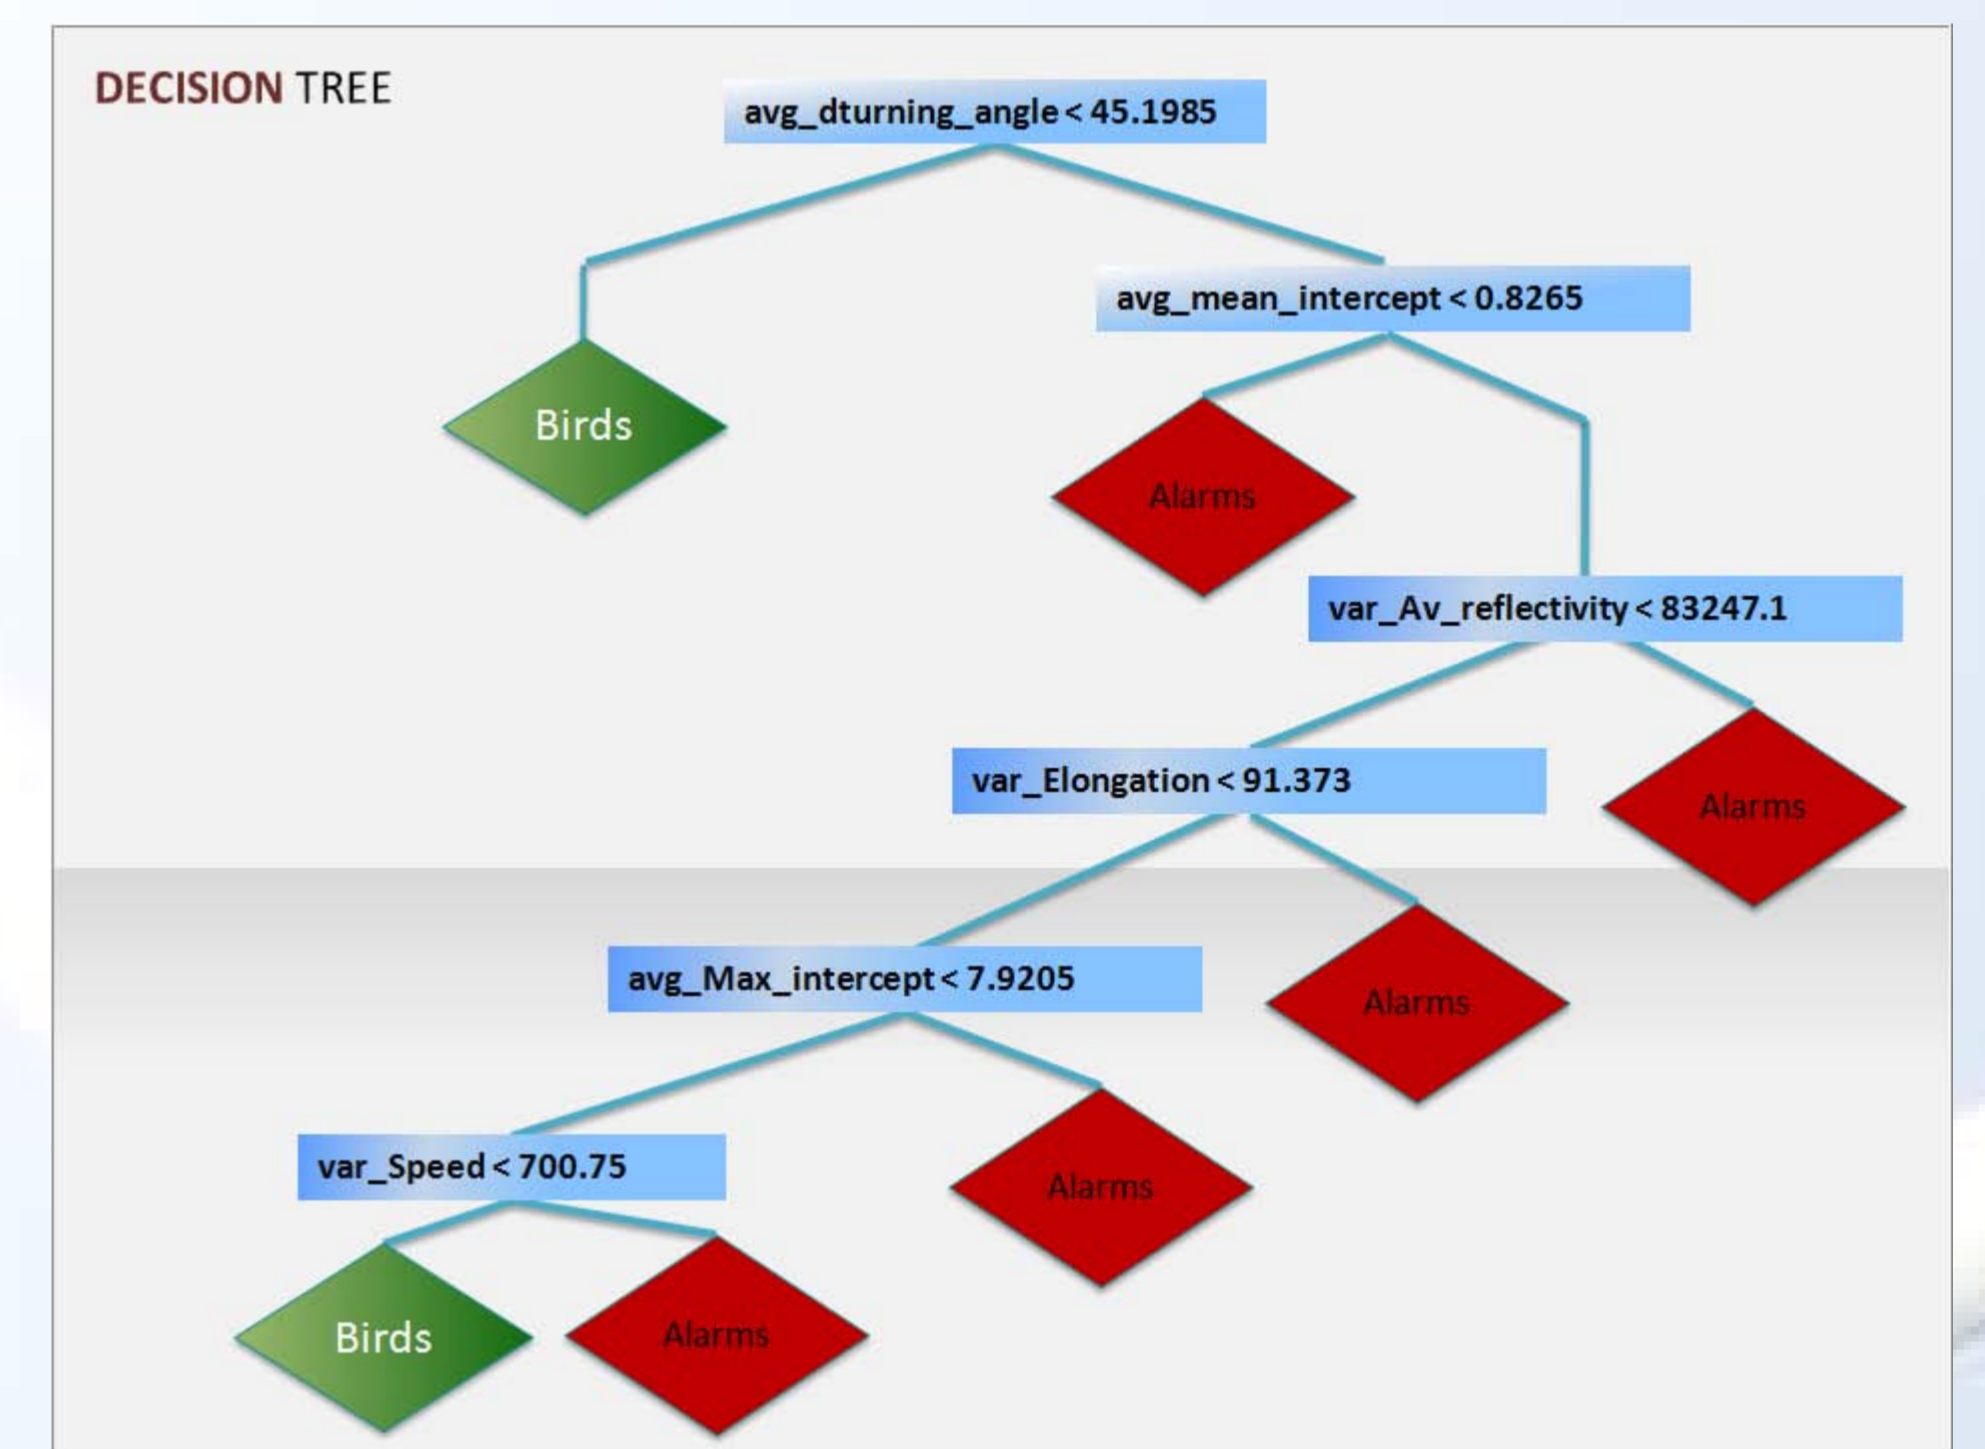 DECISION TREE
avg_dturning_angle < 45.1985
avg_mean_intercept < 0.8265
Birds
Alarms
var_Av_reflectivity < 83247.1
var_Elongation < 91.373
Alarms
avg_Max_intercept < 7.9205
Alarms
var_Speed < 700.75
Alarms
Birds
Alarms